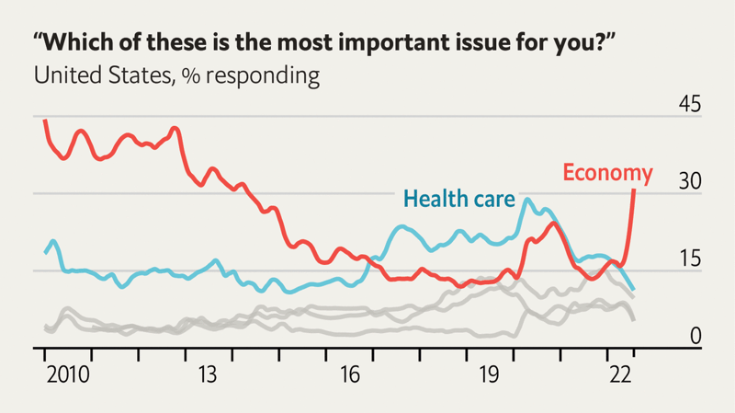 “Which of these is the most important issue for you?”
United States, % responding
45
Economy
30
Health care
15
0
2010 13 16 19 22